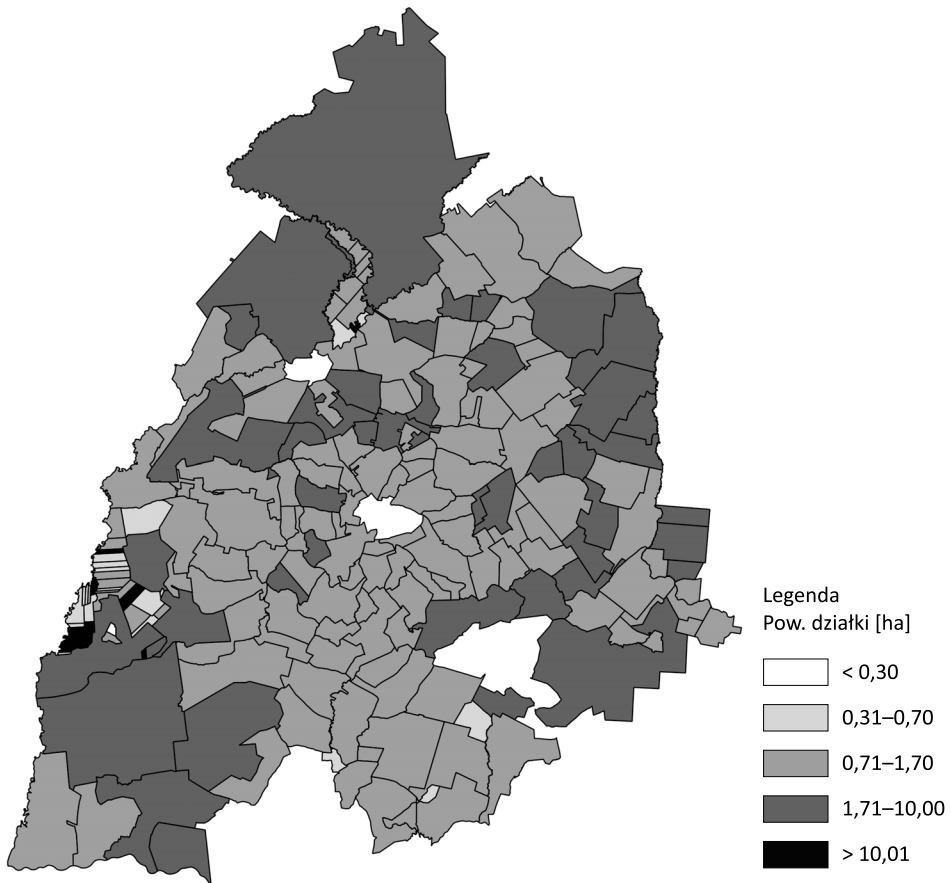 Legenda
Pow. działki [ha]
< 0,30
0,31–0,70
0,71–1,70
1,71–10,00
> 10,01